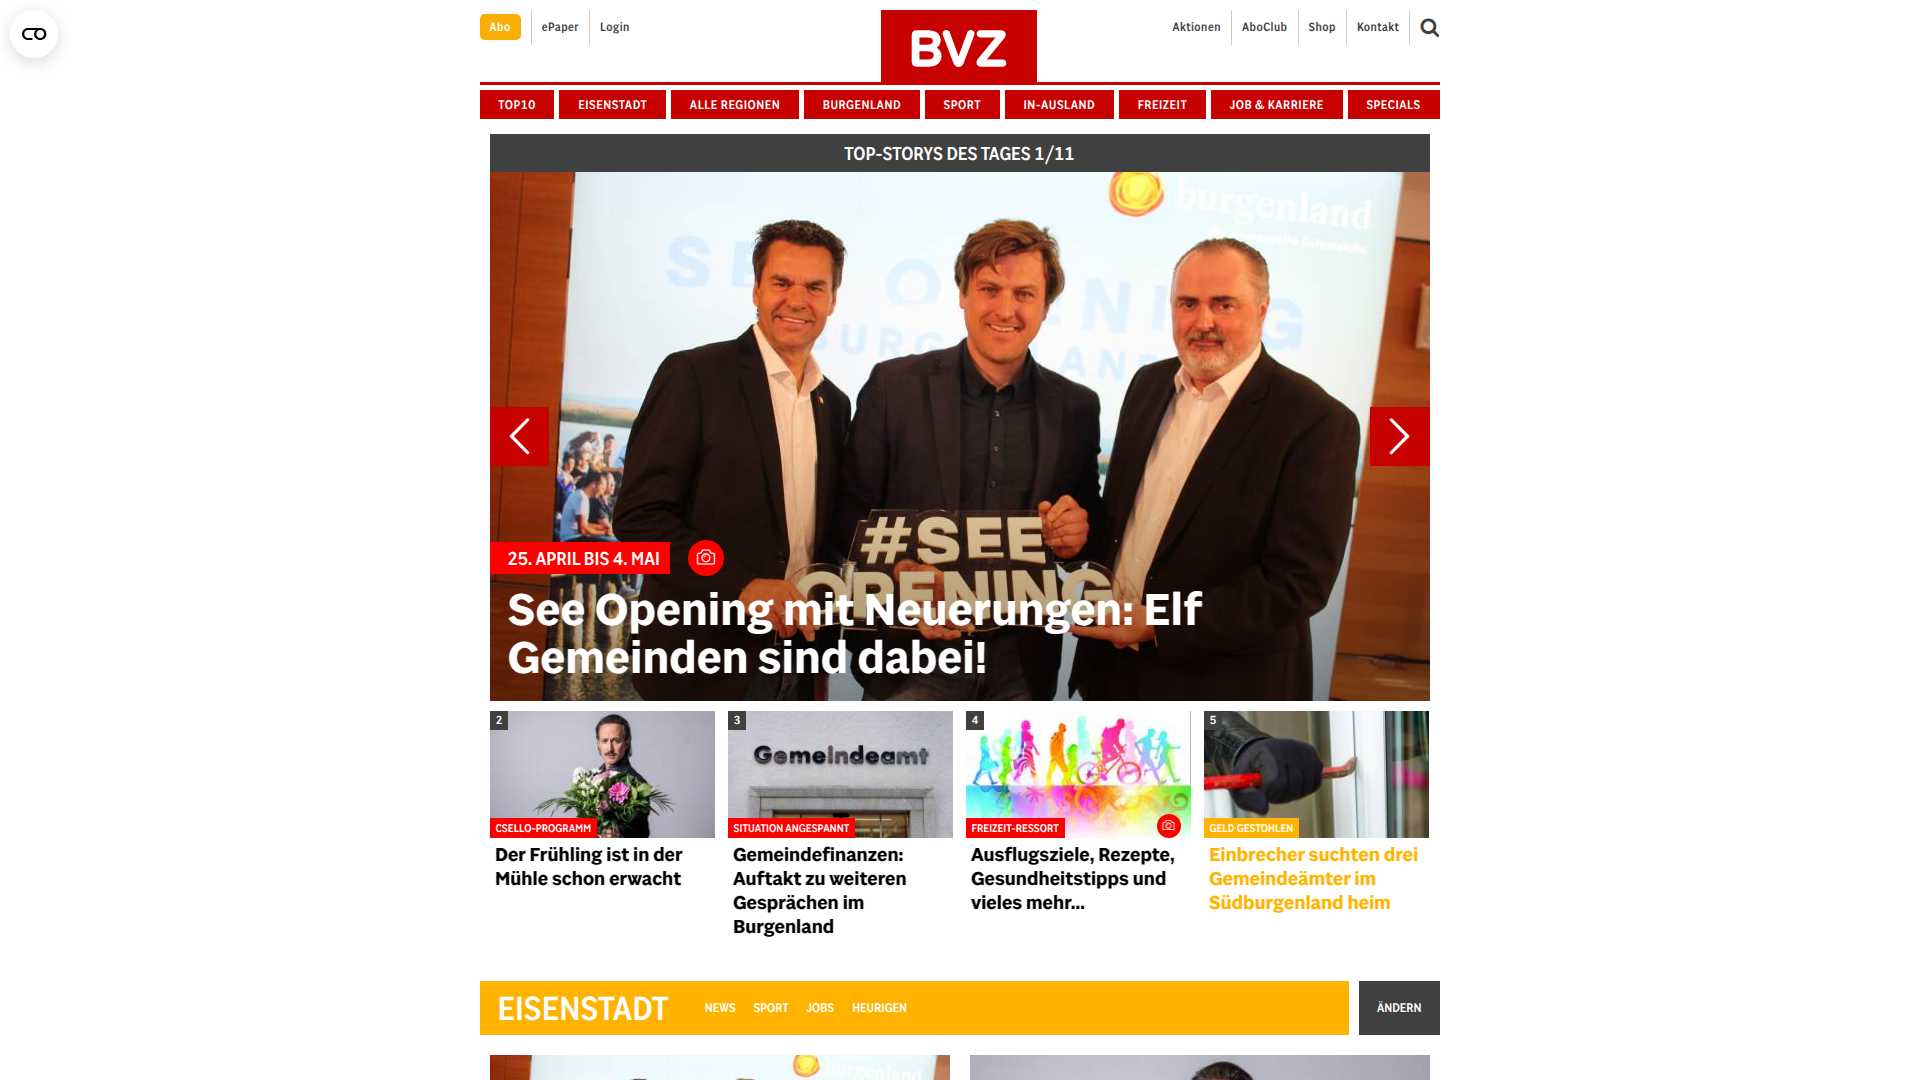 Abo
ePaper
Login
BVZ
Aktionen
AboClub
Shop
Kontakt
TOP10
EISENSTADT
ALLE REGIONEN
BURGENLAND
SPORT
IN-AUSLAND
FREIZEIT
JOB & KARRIERE
SPECIALS
TOP-STORYS DES TAGES 1/11
burgenland
SEE OPENING
BURGENLAND
#SEE
OPENING
25. APRIL BIS 4. MAI
See Opening mit Neuerungen: Elf
Gemeinden sind dabei!
2
CSELLO-PROGRAMM
Der Frühling ist in der
Mühle schon erwacht
3
Gemeindeamt
SITUATION ANGESPANNT
Gemeindefinanzen:
Auftakt zu weiteren
Gesprächen im
Burgenland
4
FREIZEIT-RESSORT
Ausflugsziele, Rezepte,
Gesundheitstipps und
vieles mehr...
5
GELD GESTOHLEN
Einbrecher suchten drei
Gemeindeämter im
Südburgenland heim
EISENSTADT
NEWS
SPORT
JOBS
HEURIGEN
ÄNDERN
burgenland